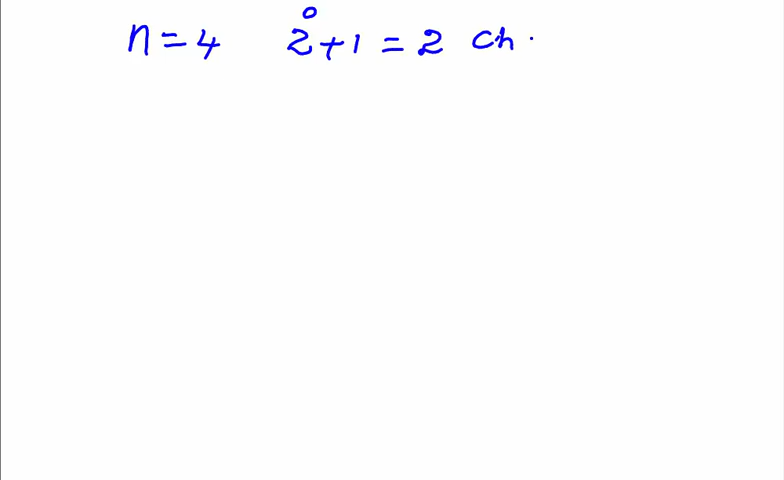 n = 4 2⁰ + 1 = 2 ch.